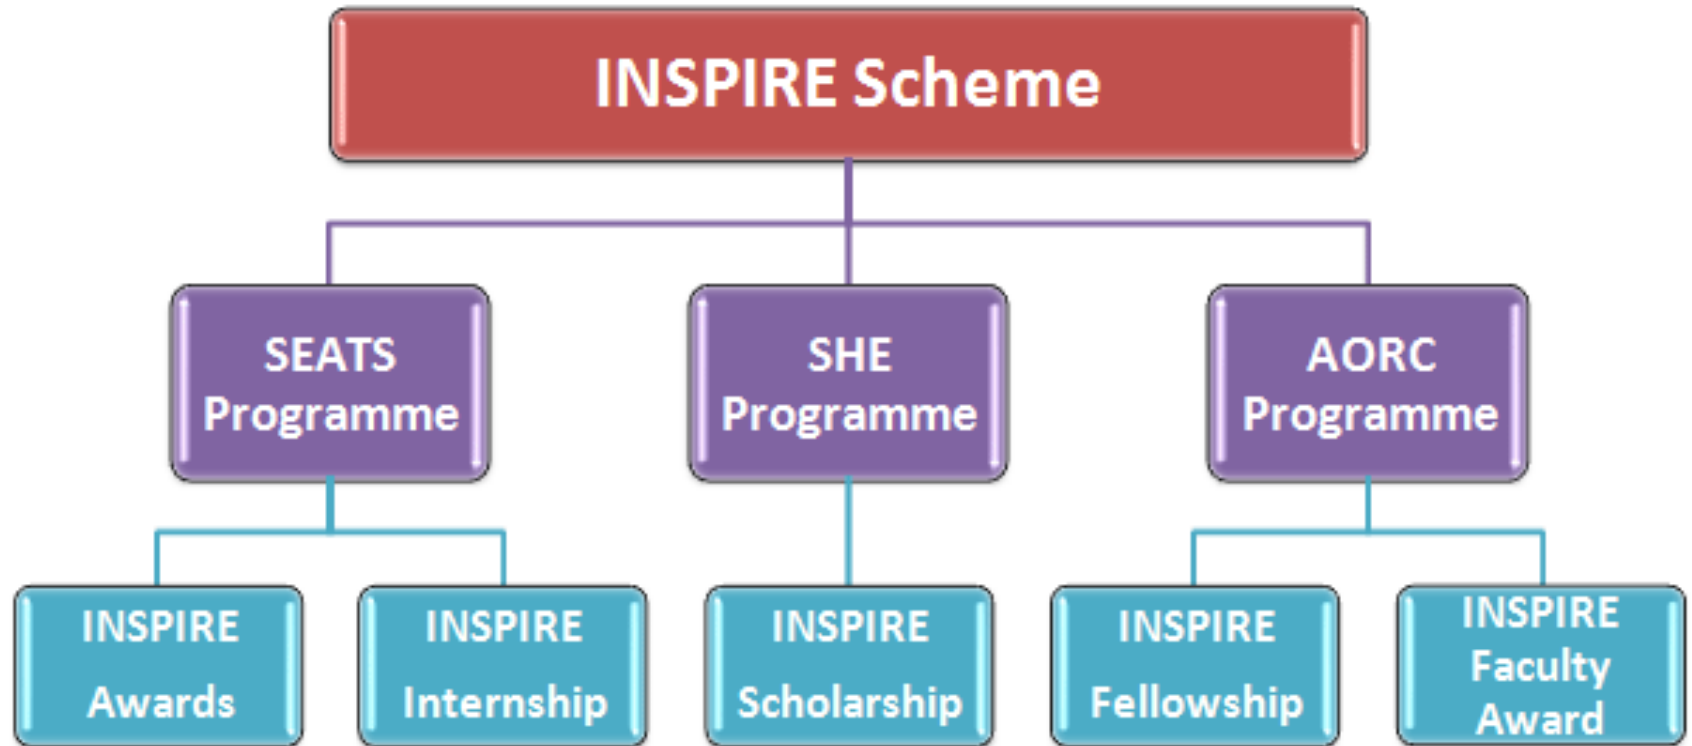 INSPIRE Scheme
SEATS
Programme
SHE
Programme
AORC
Programme
INSPIRE
Awards
INSPIRE
Internship
INSPIRE
Scholarship
INSPIRE
Fellowship
INSPIRE
Faculty
Award